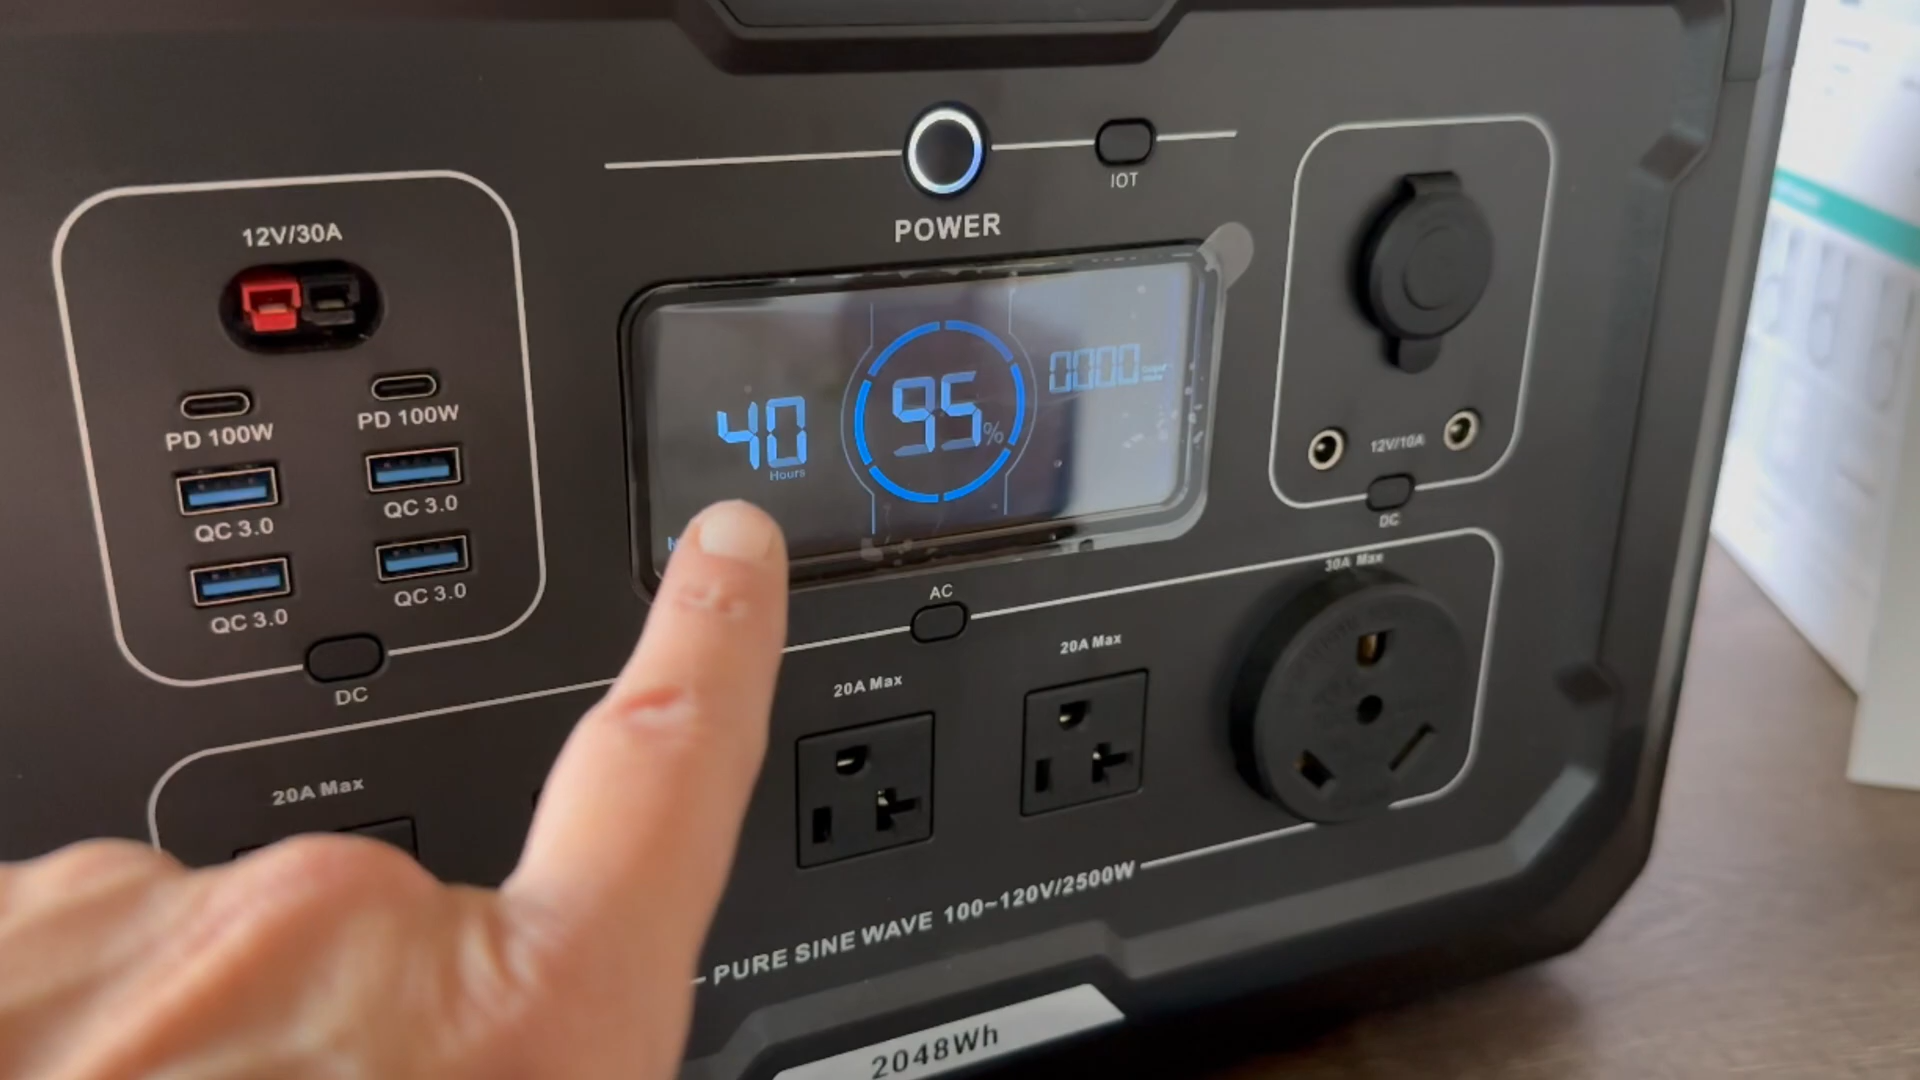 POWER
IOT
12V/30A
PD 100W
PD 100W
QC 3.0
QC 3.0
QC 3.0
QC 3.0
DC
40
Hours
95%
0000
12V/10A
DC
AC
30A Max
20A Max
20A Max
20A Max
PURE SINE WAVE 100~120V/2500W
2048Wh